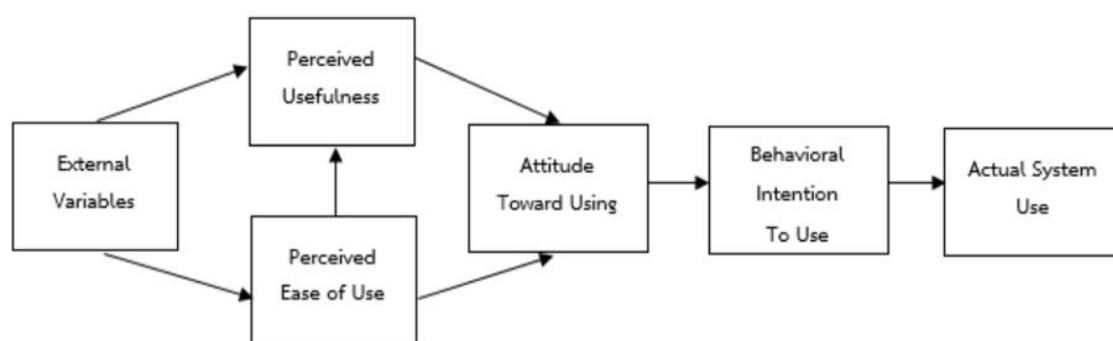 Perceived
Usefulness
External
Variables
Perceived
Ease of Use
Attitude
Toward Using
Behavioral
Intention
To Use
Actual System
Use